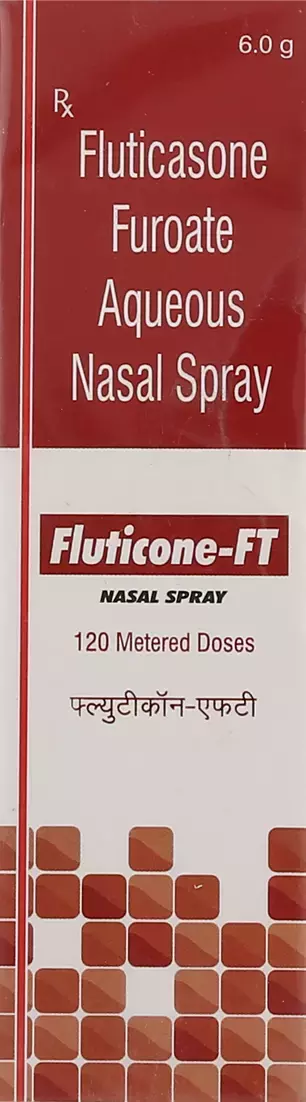 6.0 g
Rx
Fluticasone
Furoate
Aqueous
Nasal Spray
Fluticone-FT
NASAL SPRAY
120 Metered Doses
फ्ल्युटीकॉन-एफटी